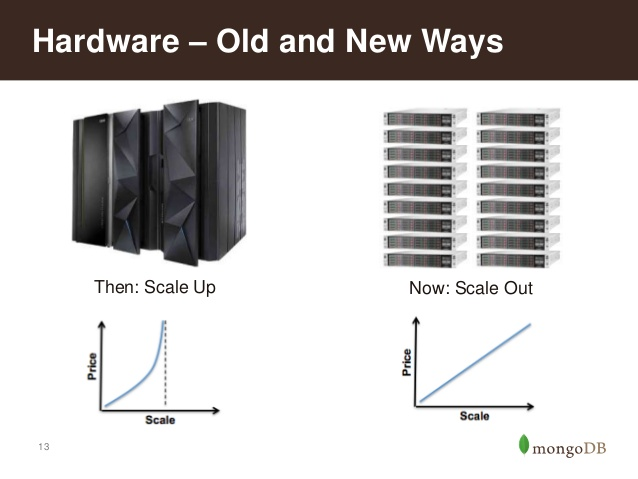 Hardware – Old and New Ways
Then: Scale Up
Now: Scale Out
Price
Scale
Price
Scale
13
mongoDB